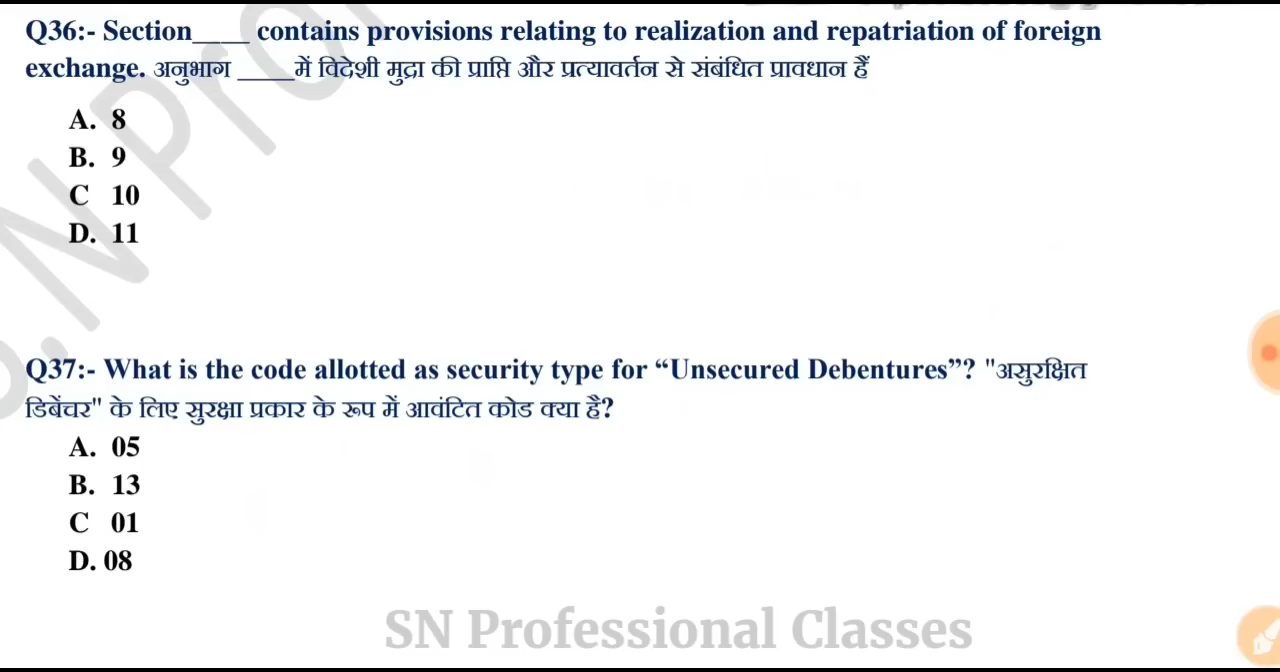 Q36:- Section____ contains provisions relating to realization and repatriation of foreign
exchange. अनुभाग ____में विदेशी मुद्रा की प्राप्ति और प्रत्यावर्तन से संबंधित प्रावधान हैं
A. 8
B. 9
C 10
D. 11
Q37:- What is the code allotted as security type for “Unsecured Debentures”? "असुरक्षित
डिबेंचर" के लिए सुरक्षा प्रकार के रूप में आवंटित कोड क्या है?
A. 05
B. 13
C 01
D. 08
SN Professional Classes